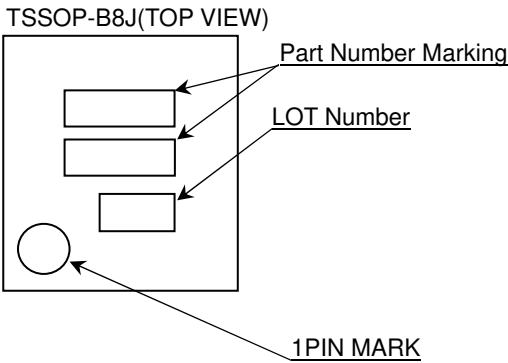 TSSOP-B8J(TOP VIEW)
Part Number Marking
LOT Number
1PIN MARK